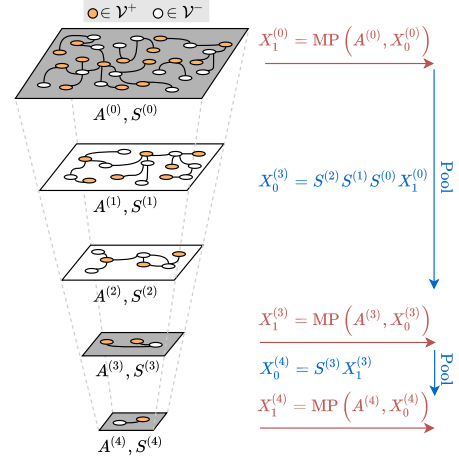 ∈ 𝒱⁺ ∈ 𝒱⁻
X₁⁽⁰⁾ = MP(A⁽⁰⁾, X₀⁽⁰⁾)
A⁽⁰⁾, S⁽⁰⁾
Pool
X₀⁽³⁾ = S⁽²⁾S⁽¹⁾S⁽⁰⁾X₁⁽⁰⁾
A⁽¹⁾, S⁽¹⁾
A⁽²⁾, S⁽²⁾
X₁⁽³⁾ = MP(A⁽³⁾, X₀⁽³⁾)
A⁽³⁾, S⁽³⁾
X₀⁽⁴⁾ = S⁽³⁾X₁⁽³⁾
Pool
X₁⁽⁴⁾ = MP(A⁽⁴⁾, X₀⁽⁴⁾)
A⁽⁴⁾, S⁽⁴⁾